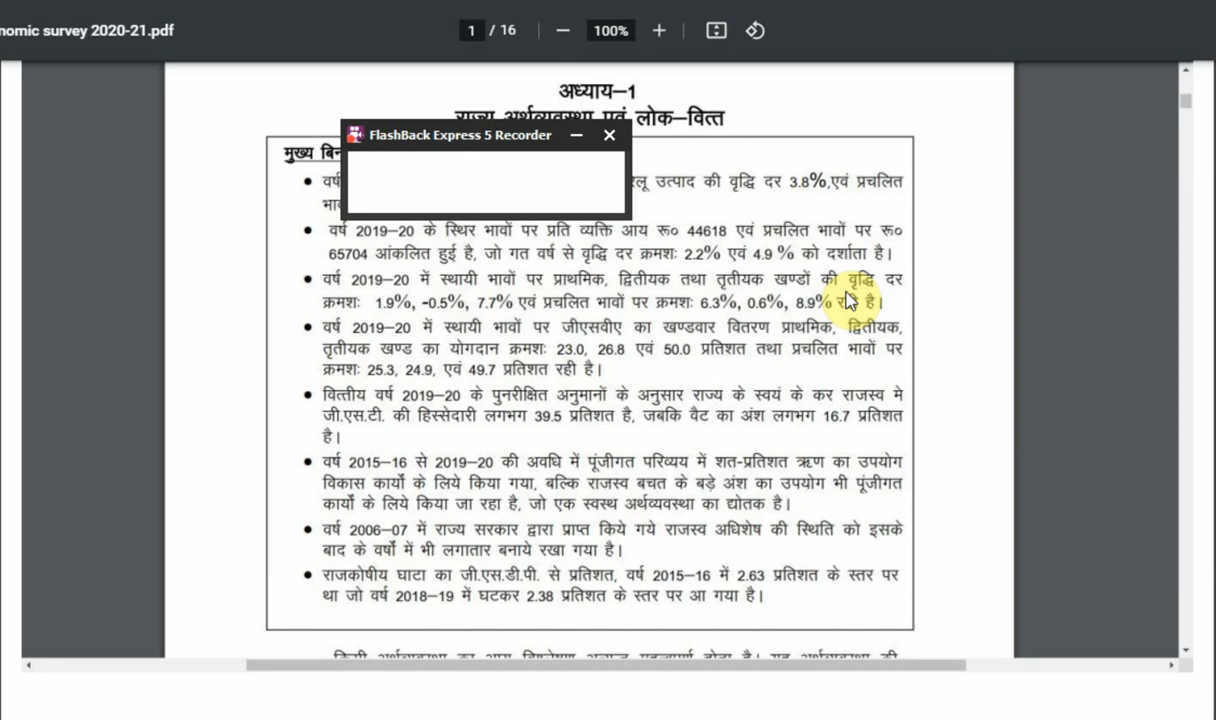 nomic survey 2020-21.pdf
1 / 16
100%
अध्याय–1
राज्य अर्थव्यवस्था एवं लोक–वित्त
FlashBack Express 5 Recorder
मुख्य
• वर्ष उत्पाद की वृद्धि दर 3.8%,एवं प्रचलित
• वर्ष 2019–20 के स्थिर भावों पर प्रति व्यक्ति आय रू० 44618 एवं प्रचलित भावों पर रू०
65704 आंकलित हुई है, जो गत वर्ष से वृद्धि दर क्रमशः 2.2% एवं 4.9 % को दर्शाता है।
• वर्ष 2019–20 में स्थायी भावों पर प्राथमिक, द्वितीयक तथा तृतीयक खण्डों की वृद्धि दर
क्रमशः 1.9%, -0.5%, 7.7% एवं प्रचलित भावों पर क्रमशः 6.3%, 0.6%, 8.9% है।
• वर्ष 2019–20 में स्थायी भावों पर जीएसवीए का खण्डवार वितरण प्राथमिक, द्वितीयक,
तृतीयक खण्ड का योगदान क्रमशः 23.0, 26.8 एवं 50.0 प्रतिशत तथा प्रचलित भावों पर
क्रमशः 25.3, 24.9, एवं 49.7 प्रतिशत रही है।
• वित्तीय वर्ष 2019–20 के पुनरीक्षित अनुमानों के अनुसार राज्य के स्वयं के कर राजस्व मे
जी.एस.टी. की हिस्सेदारी लगभग 39.5 प्रतिशत है, जबकि वैट का अंश लगभग 16.7 प्रतिशत
है।
• वर्ष 2015–16 से 2019–20 की अवधि में पूंजीगत परिव्यय में शत-प्रतिशत ऋण का उपयोग
विकास कार्यों के लिये किया गया, बल्कि राजस्व बचत के बड़े अंश का उपयोग भी पूंजीगत
कार्यों के लिये किया जा रहा है, जो एक स्वस्थ अर्थव्यवस्था का द्योतक है।
• वर्ष 2006–07 में राज्य सरकार द्वारा प्राप्त किये गये राजस्व अधिशेष की स्थिति को इसके
बाद के वर्षों में भी लगातार बनाये रखा गया है।
• राजकोषीय घाटा का जी.एस.डी.पी. से प्रतिशत, वर्ष 2015–16 में 2.63 प्रतिशत के स्तर पर
था जो वर्ष 2018–19 में घटकर 2.38 प्रतिशत के स्तर पर आ गया है।